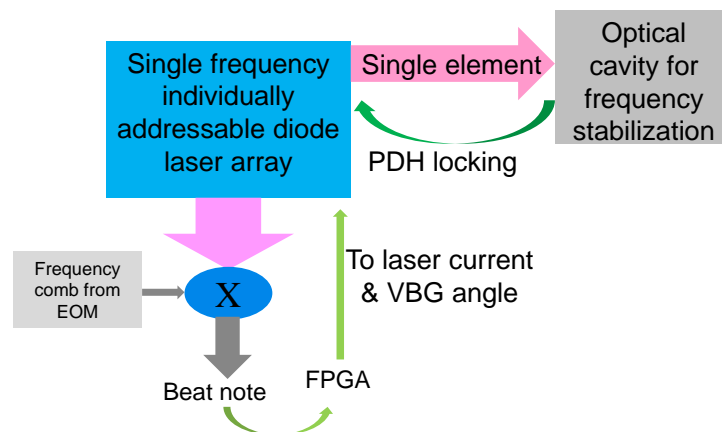 Single frequency
individually
addressable diode
laser array
Single element
Optical
cavity for
frequency
stabilization
PDH locking
Frequency
comb from
EOM
X
To laser current
& VBG angle
Beat note
FPGA